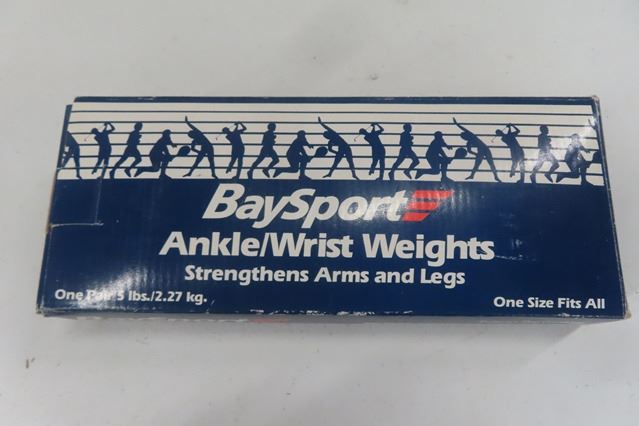 BaySport
Ankle/Wrist Weights
Strengthens Arms and Legs
One Pair 5 lbs./2.27 kg.
One Size Fits All